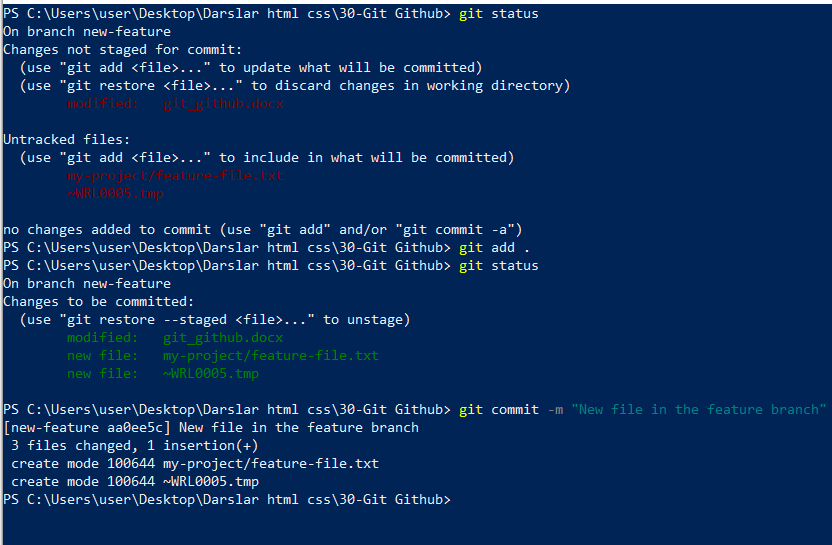 PS C:\Users\user\Desktop\Darslar html css\30-Git Github> git status
On branch new-feature
Changes not staged for commit:
  (use "git add <file>..." to update what will be committed)
  (use "git restore <file>..." to discard changes in working directory)
        modified:   git_github.docx

Untracked files:
  (use "git add <file>..." to include in what will be committed)
        my-project/feature-file.txt
        ~WRL0005.tmp

no changes added to commit (use "git add" and/or "git commit -a")
PS C:\Users\user\Desktop\Darslar html css\30-Git Github> git add .
PS C:\Users\user\Desktop\Darslar html css\30-Git Github> git status
On branch new-feature
Changes to be committed:
  (use "git restore --staged <file>..." to unstage)
        modified:   git_github.docx
        new file:   my-project/feature-file.txt
        new file:   ~WRL0005.tmp

PS C:\Users\user\Desktop\Darslar html css\30-Git Github> git commit -m "New file in the feature branch"
[new-feature aa0ee5c] New file in the feature branch
 3 files changed, 1 insertion(+)
 create mode 100644 my-project/feature-file.txt
 create mode 100644 ~WRL0005.tmp
PS C:\Users\user\Desktop\Darslar html css\30-Git Github>